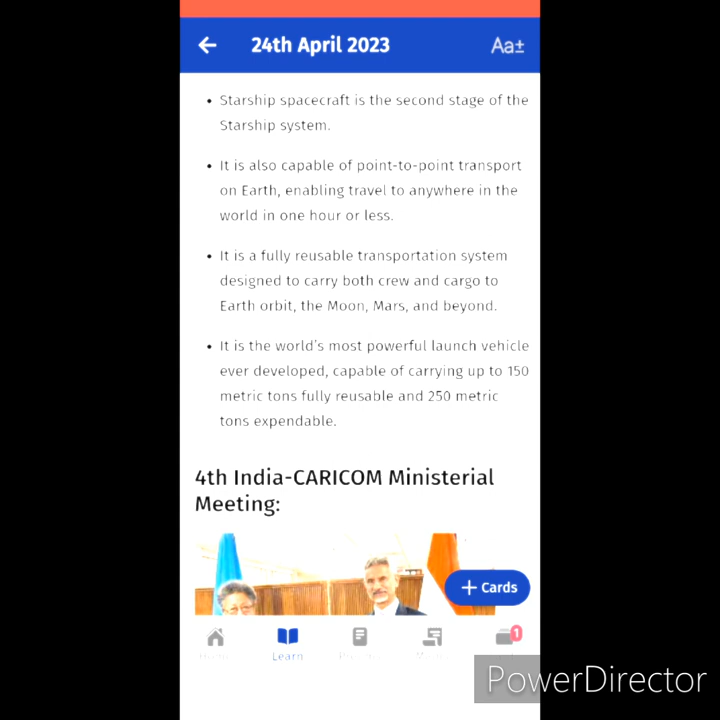 24th April 2023
Aa±
Starship spacecraft is the second stage of the
Starship system.
It is also capable of point-to-point transport
on Earth, enabling travel to anywhere in the
world in one hour or less.
It is a fully reusable transportation system
designed to carry both crew and cargo to
Earth orbit, the Moon, Mars, and beyond.
It is the world's most powerful launch vehicle
ever developed, capable of carrying up to 150
metric tons fully reusable and 250 metric
tons expendable.
4th India-CARICOM Ministerial
Meeting:
+ Cards
1
Home
Learn
PowerDirector